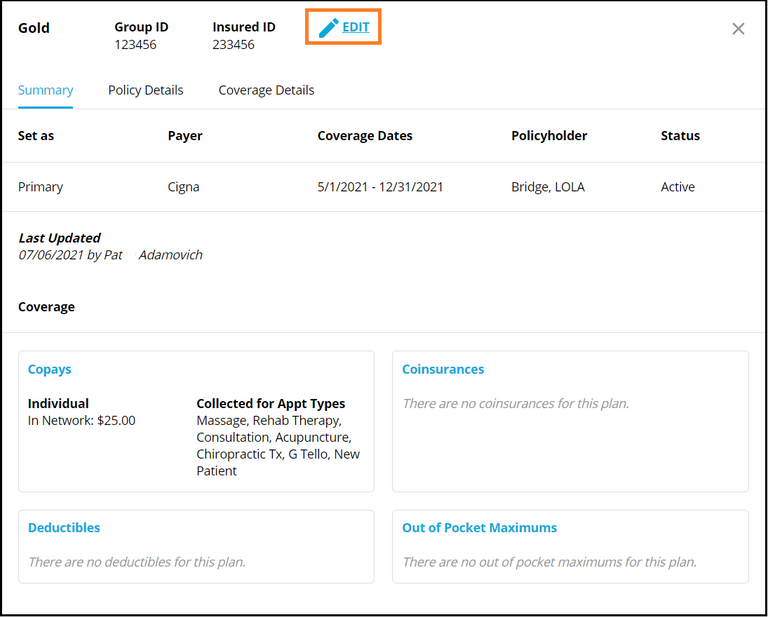 Gold Group ID Insured ID EDIT
123456 233456
Summary Policy Details Coverage Details
Set as Payer Coverage Dates Policyholder Status
Primary Cigna 5/1/2021 - 12/31/2021 Bridge, LOLA Active
Last Updated
07/06/2021 by Pat Adamovich
Coverage
Copays
Individual
In Network: $25.00
Collected for Appt Types
Massage, Rehab Therapy,
Consultation, Acupuncture,
Chiropractic Tx, G Tello, New
Patient
Coinsurances
There are no coinsurances for this plan.
Deductibles
There are no deductibles for this plan.
Out of Pocket Maximums
There are no out of pocket maximums for this plan.